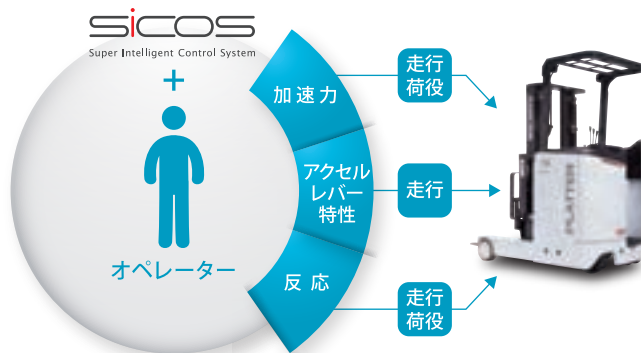 SiCOS
Super Intelligent Control System
+
オペレーター
加速力
アクセル
レバー
特性
反応
走行
荷役
走行
走行
荷役
PLATTER